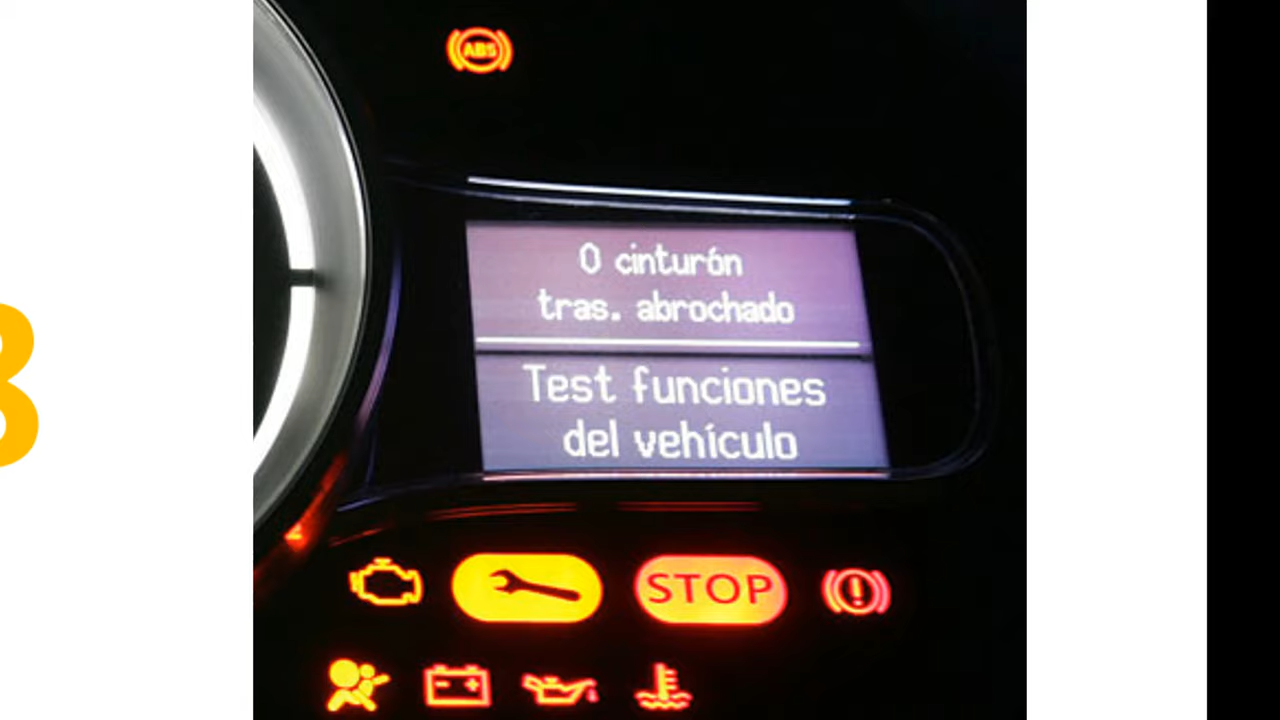 ABS
0 cinturón
tras. abrochado
Test funciones
del vehículo
STOP